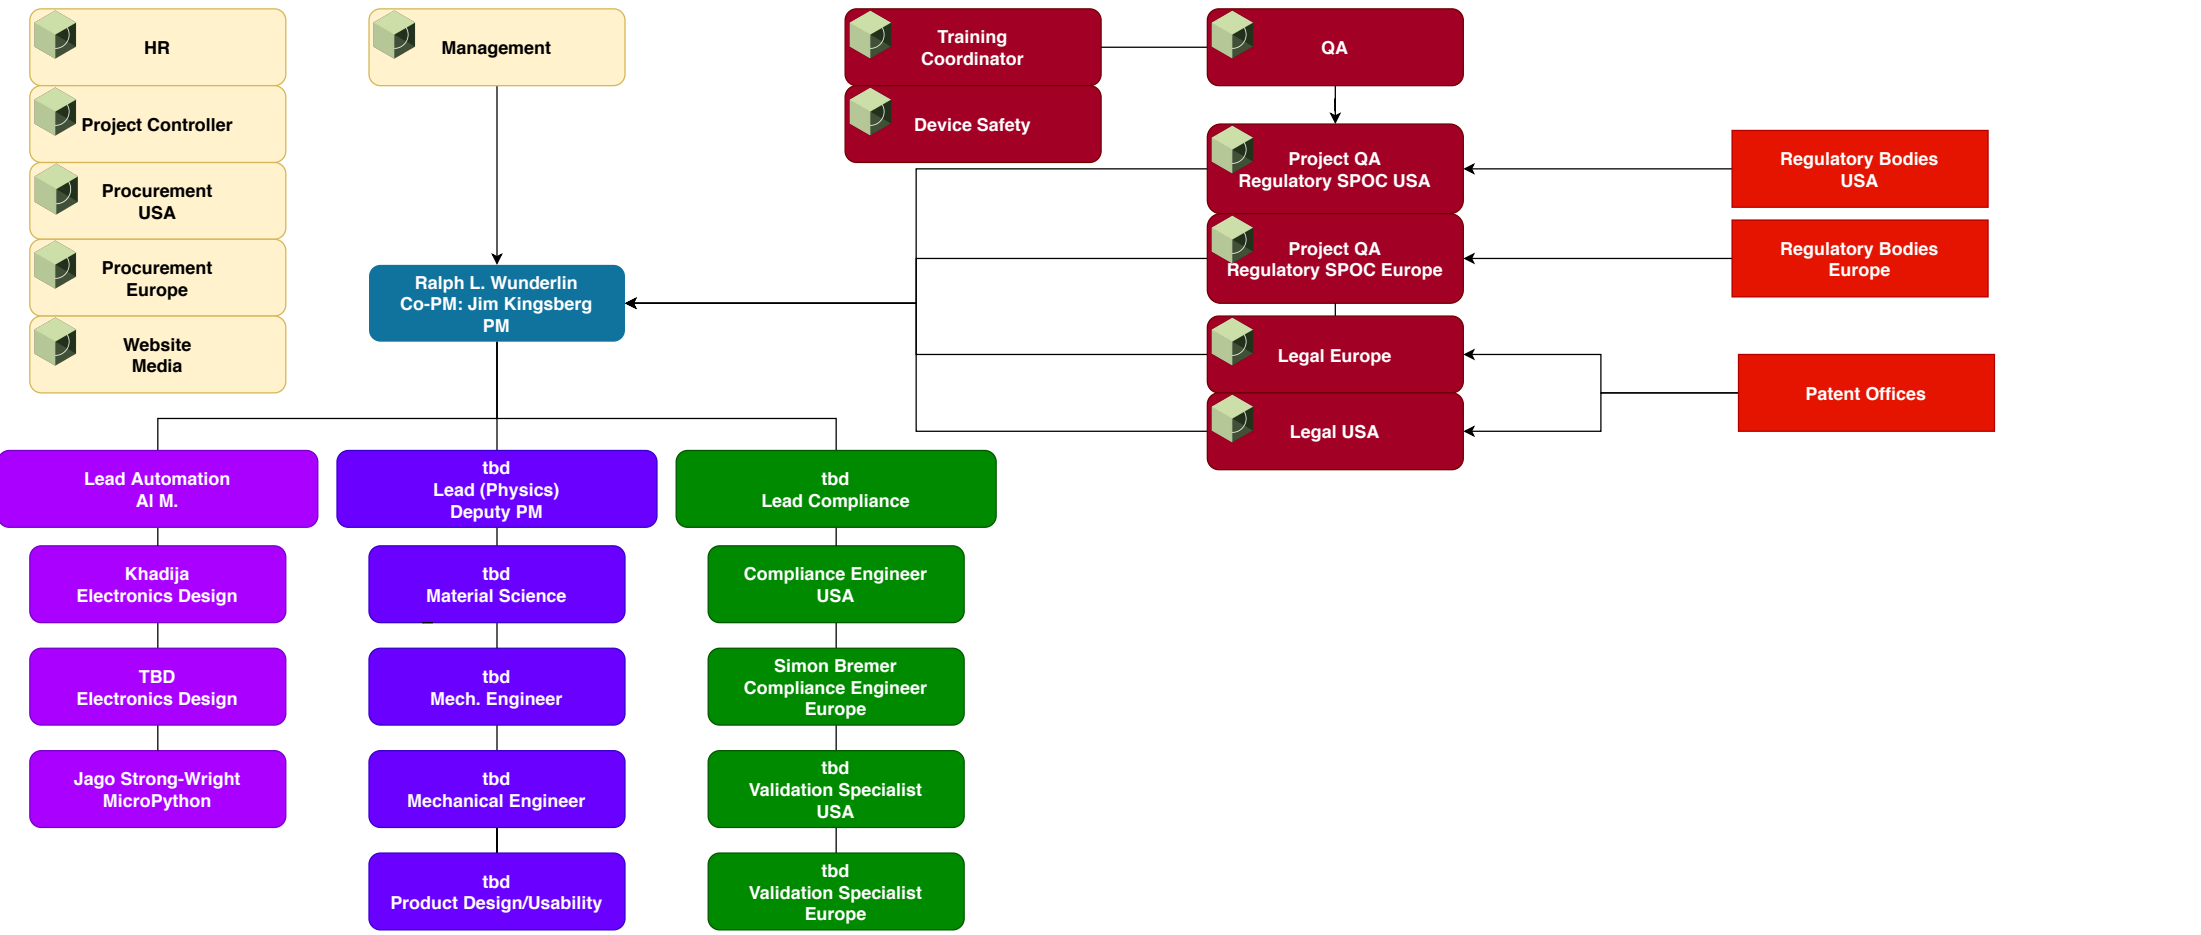 HR
Management
Training
Coordinator
QA
Project Controller
Device Safety
Procurement
USA
Project QA
Regulatory SPOC USA
Regulatory Bodies
USA
Procurement
Europe
Project QA
Regulatory SPOC Europe
Regulatory Bodies
Europe
Ralph L. Wunderlin
Co-PM: Jim Kingsberg
PM
Website
Media
Legal Europe
Patent Offices
Legal USA
Lead Automation
Al M.
tbd
Lead (Physics)
Deputy PM
tbd
Lead Compliance
Khadija
Electronics Design
tbd
Material Science
Compliance Engineer
USA
TBD
Electronics Design
tbd
Mech. Engineer
Simon Bremer
Compliance Engineer
Europe
Jago Strong-Wright
MicroPython
tbd
Mechanical Engineer
tbd
Validation Specialist
USA
tbd
Product Design/Usability
tbd
Validation Specialist
Europe